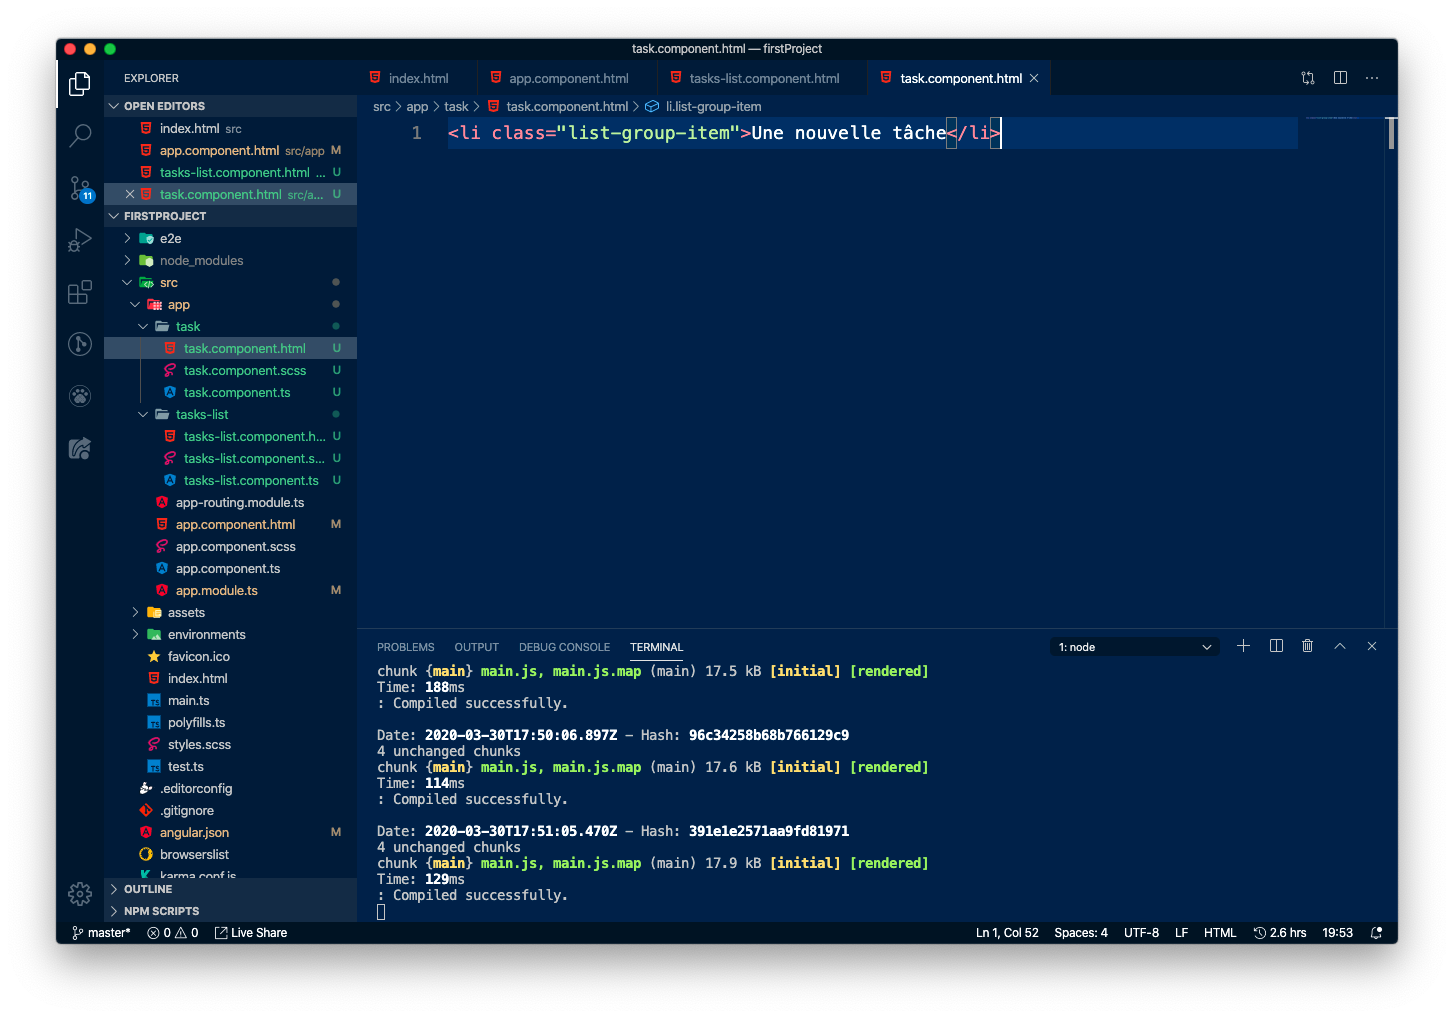 task.component.html — firstProject
EXPLORER
OPEN EDITORS
index.html src
app.component.html src/app M
tasks-list.component.html ... U
task.component.html src/a... U
FIRSTPROJECT
e2e
node_modules
src
app
task
task.component.html U
task.component.scss U
task.component.ts U
tasks-list
tasks-list.component.h... U
tasks-list.component.s... U
tasks-list.component.ts U
app-routing.module.ts
app.component.html M
app.component.scss
app.component.ts
app.module.ts M
assets
environments
favicon.ico
index.html
main.ts
polyfills.ts
styles.scss
test.ts
.editorconfig
.gitignore
angular.json M
browserslist
karma.conf.js
OUTLINE
NPM SCRIPTS
11
index.html
app.component.html
tasks-list.component.html
task.component.html
src > app > task > task.component.html > li.list-group-item
1 <li class="list-group-item">Une nouvelle tâche</li>
PROBLEMS OUTPUT DEBUG CONSOLE TERMINAL
1: node
chunk {main} main.js, main.js.map (main) 17.5 kB [initial] [rendered]
Time: 188ms
: Compiled successfully.
Date: 2020-03-30T17:50:06.897Z - Hash: 96c34258b68b766129c9
4 unchanged chunks
chunk {main} main.js, main.js.map (main) 17.6 kB [initial] [rendered]
Time: 114ms
: Compiled successfully.
Date: 2020-03-30T17:51:05.470Z - Hash: 391e1e2571aa9fd81971
4 unchanged chunks
chunk {main} main.js, main.js.map (main) 17.9 kB [initial] [rendered]
Time: 129ms
: Compiled successfully.
master* 0 0 Live Share
Ln 1, Col 52 Spaces: 4 UTF-8 LF HTML 2.6 hrs 19:53